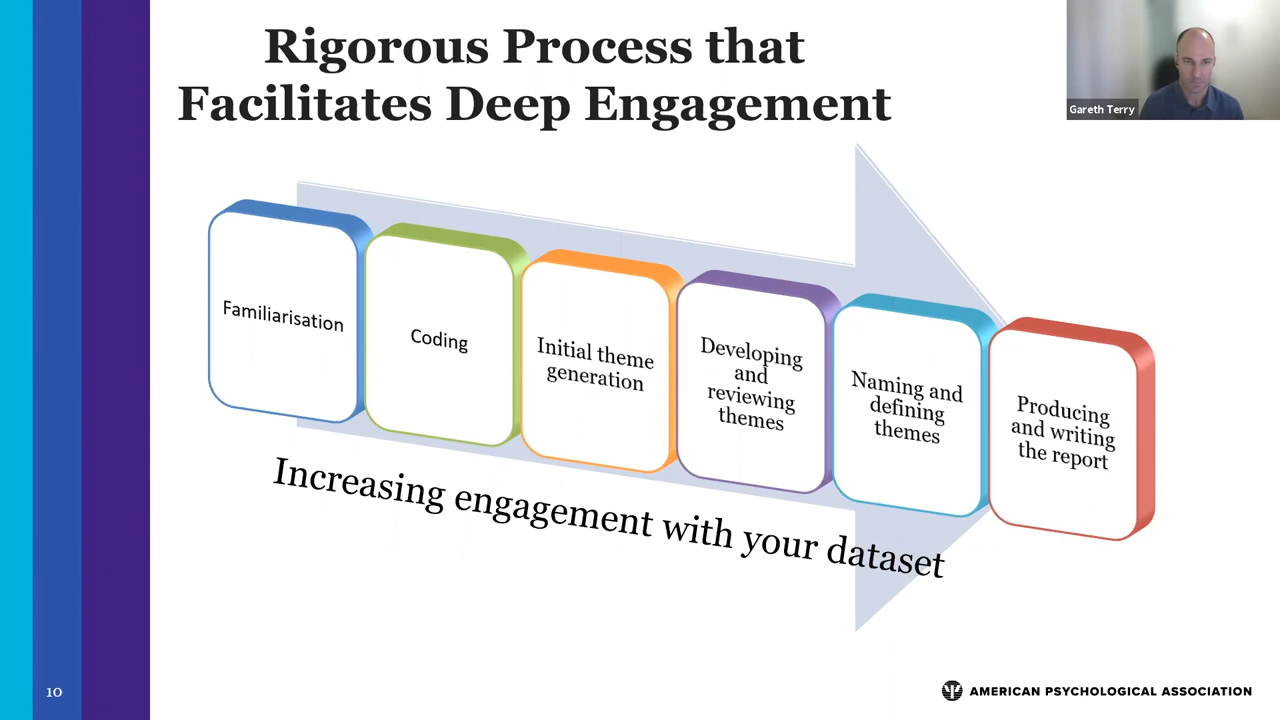 Rigorous Process that
Facilitates Deep Engagement
Gareth Terry
Familiarisation
Coding
Initial theme
generation
Developing
and
reviewing
themes
Naming and
defining
themes
Producing
and writing
the report
Increasing engagement with your dataset
10
AMERICAN PSYCHOLOGICAL ASSOCIATION